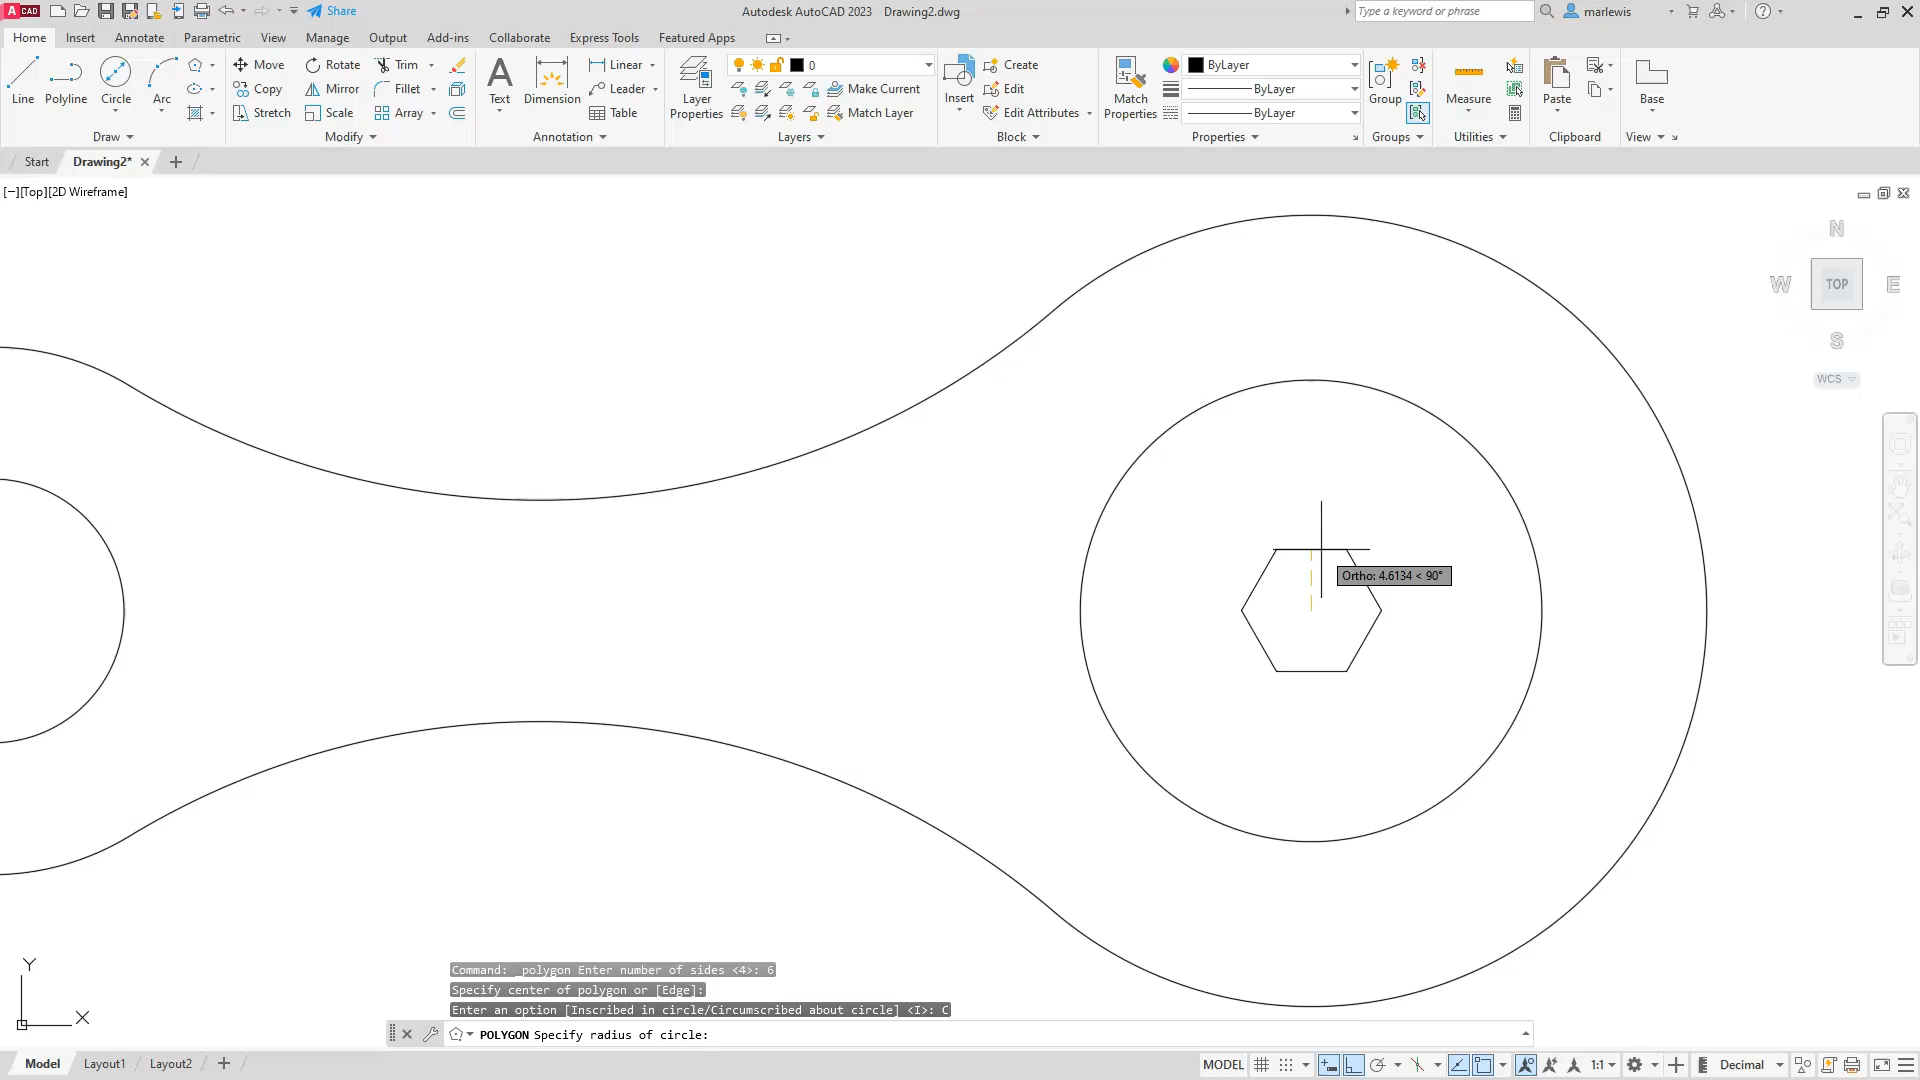 A CAD
Share
Autodesk AutoCAD 2023 Drawing2.dwg
Type a keyword or phrase
marlewis
Home Insert Annotate Parametric View Manage Output Add-ins Collaborate Express Tools Featured Apps
Line
Polyline
Circle
Arc
Draw
Move
Rotate
Trim
Copy
Mirror
Fillet
Stretch
Scale
Array
Modify
Text
Dimension
Linear
Leader
Table
Annotation
Layer
Properties
0
Make Current
Match Layer
Layers
Insert
Create
Edit
Edit Attributes
Block
Match
Properties
ByLayer
ByLayer
ByLayer
Properties
Group
Groups
Measure
Utilities
Paste
Clipboard
Base
View
Start
Drawing2*
[−][Top][2D Wireframe]
N
W
TOP
E
S
WCS
Ortho: 4.6134 < 90°
Y
X
Command: _polygon Enter number of sides <4>: 6
Specify center of polygon or [Edge]:
Enter an option [Inscribed in circle/Circumscribed about circle] <I>: C
POLYGON Specify radius of circle:
Model Layout1 Layout2
MODEL
1:1
Decimal